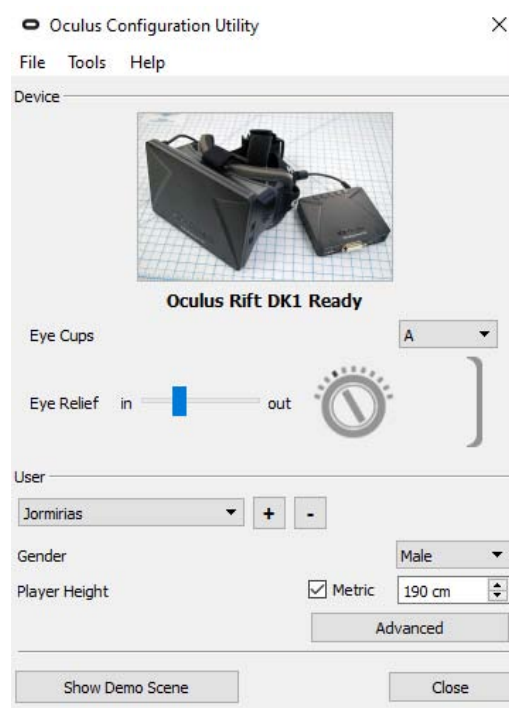 Oculus Configuration Utility
File Tools Help
Device
Oculus Rift DK1 Ready
Eye Cups A
Eye Relief in out
User
Jormirias + -
Gender Male
Player Height Metric 190 cm
Advanced
Show Demo Scene Close